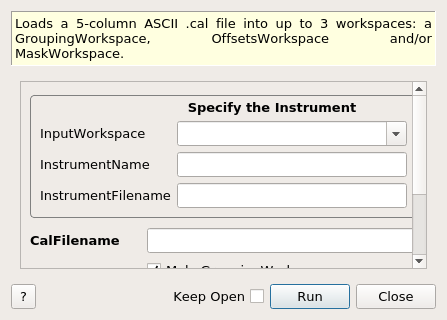 Loads a 5-column ASCII .cal file into up to 3 workspaces: a
GroupingWorkspace, OffsetsWorkspace and/or
MaskWorkspace.
Specify the Instrument
InputWorkspace
InstrumentName
InstrumentFilename
CalFilename
? Keep Open Run Close